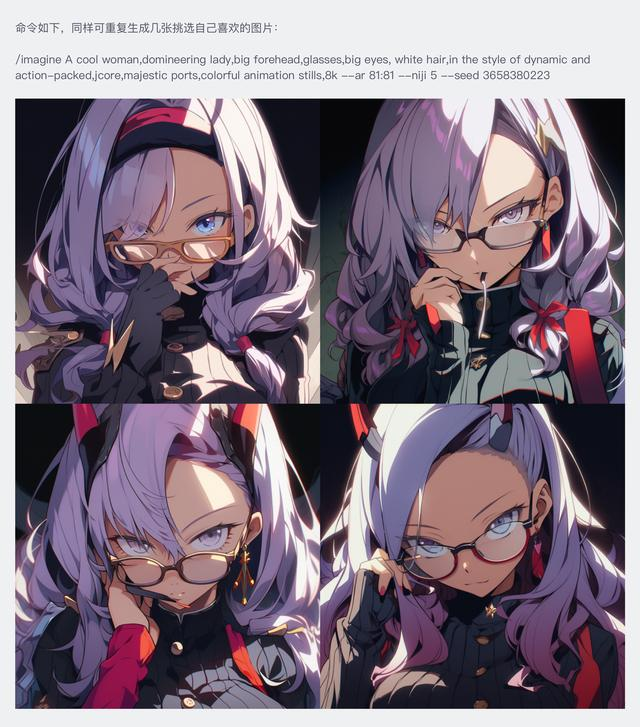 命令如下，同样可重复生成几张挑选自己喜欢的图片：
/imagine A cool woman,domineering lady,big forehead,glasses,big eyes, white hair,in the style of dynamic and
action-packed,jcore,majestic ports,colorful animation stills,8k --ar 81:81 --niji 5 --seed 3658380223